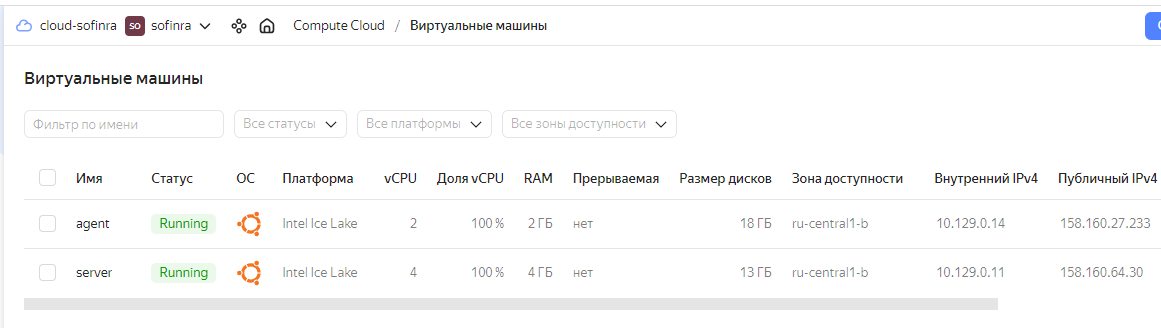 cloud-sofinra so sofinra Compute Cloud / Виртуальные машины
Виртуальные машины
Фильтр по имени Все статусы Все платформы Все зоны доступности
Имя Статус ОС Платформа vCPU Доля vCPU RAM Прерываемая Размер дисков Зона доступности Внутренний IPv4 Публичный IPv4
agent Running Intel Ice Lake 2 100 % 2 ГБ нет 18 ГБ ru-central1-b 10.129.0.14 158.160.27.233
server Running Intel Ice Lake 4 100 % 4 ГБ нет 13 ГБ ru-central1-b 10.129.0.11 158.160.64.30